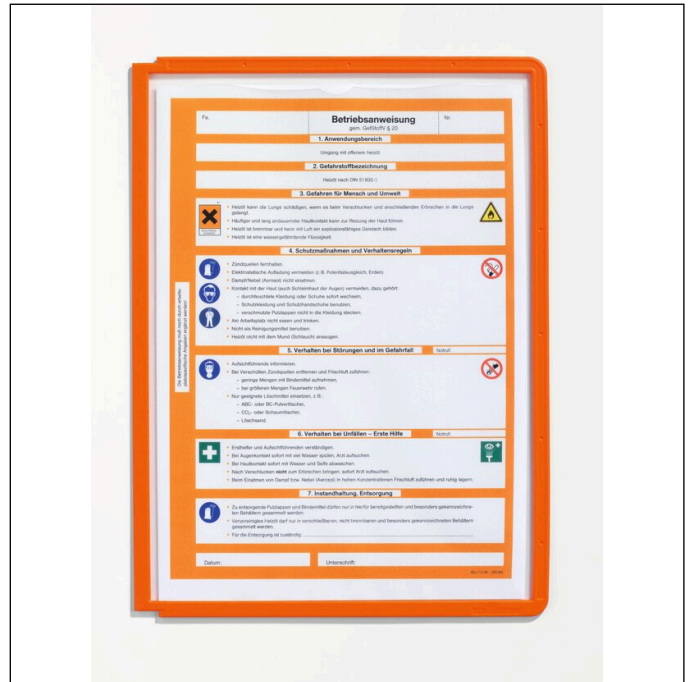 Fa.
Betriebsanweisung
Nr.
gem. GefStoffV § 20
1. Anwendungsbereich
Umgang mit offenem Heizöl
2. Gefahrstoffbezeichnung
Heizöl nach DIN 51603-1
3. Gefahren für Mensch und Umwelt
Heizöl kann die Lunge schädigen, wenn es beim Verschlucken und anschließenden Erbrechen in die Lunge
gelangt.
Häufiger und lang andauernder Hautkontakt kann zur Reizung der Haut führen.
Heizöl ist brennbar und kann mit Luft ein explosionsfähiges Gemisch bilden.
Heizöl ist eine wassergefährdende Flüssigkeit.
4. Schutzmaßnahmen und Verhaltensregeln
Zündquellen fernhalten.
Elektrostatische Aufladung vermeiden (z. B. Potentialausgleich, Erden).
Dampf/Nebel (Aerosol) nicht einatmen.
Kontakt mit der Haut (auch Schleimhaut der Augen) vermeiden, dazu gehört
– durchfeuchtete Kleidung oder Schuhe sofort wechseln,
– Schutzkleidung und Schutzhandschuhe benutzen,
– verschmutzte Putzlappen nicht in die Kleidung stecken.
Am Arbeitsplatz nicht essen und trinken.
Nicht als Reinigungsmittel benutzen.
Heizöl nicht mit dem Mund (Schlauch) ansaugen.
Die Betriebsanweisung muß noch durch arbeits-
platzspezifische Angaben ergänzt werden!
5. Verhalten bei Störungen und im Gefahrfall
Notruf:
Aufsichtführende informieren.
Bei Verschütten Zündquellen entfernen und Frischluft zuführen:
– geringe Mengen mit Bindemittel aufnehmen,
– bei größeren Mengen Feuerwehr rufen.
Nur geeignete Löschmittel einsetzen, z. B.:
– ABC- oder BC-Pulverlöscher,
– CO₂- oder Schaumlöscher,
– Löschsand.
6. Verhalten bei Unfällen – Erste Hilfe
Notruf:
Ersthelfer und Aufsichtführenden verständigen.
Bei Augenkontakt sofort mit viel Wasser spülen, Arzt aufsuchen.
Bei Hautkontakt sofort mit Wasser und Seife abwaschen.
Nach Verschlucken nicht zum Erbrechen bringen, sofort Arzt aufsuchen.
Beim Einatmen von Dampf bzw. Nebel (Aerosol) in hohen Konzentrationen Frischluft zuführen und ruhig lagern.
7. Instandhaltung, Entsorgung
Zu entsorgende Putzlappen und Bindemittel dürfen nur in hierfür bereitgestellten und besonders gekennzeichne-
ten Behältern gesammelt werden.
Verunreinigtes Heizöl darf nur in verschließbaren, nicht brennbaren und besonders gekennzeichneten Behältern
gesammelt werden.
Für die Entsorgung ist zuständig:
Datum:
Unterschrift: